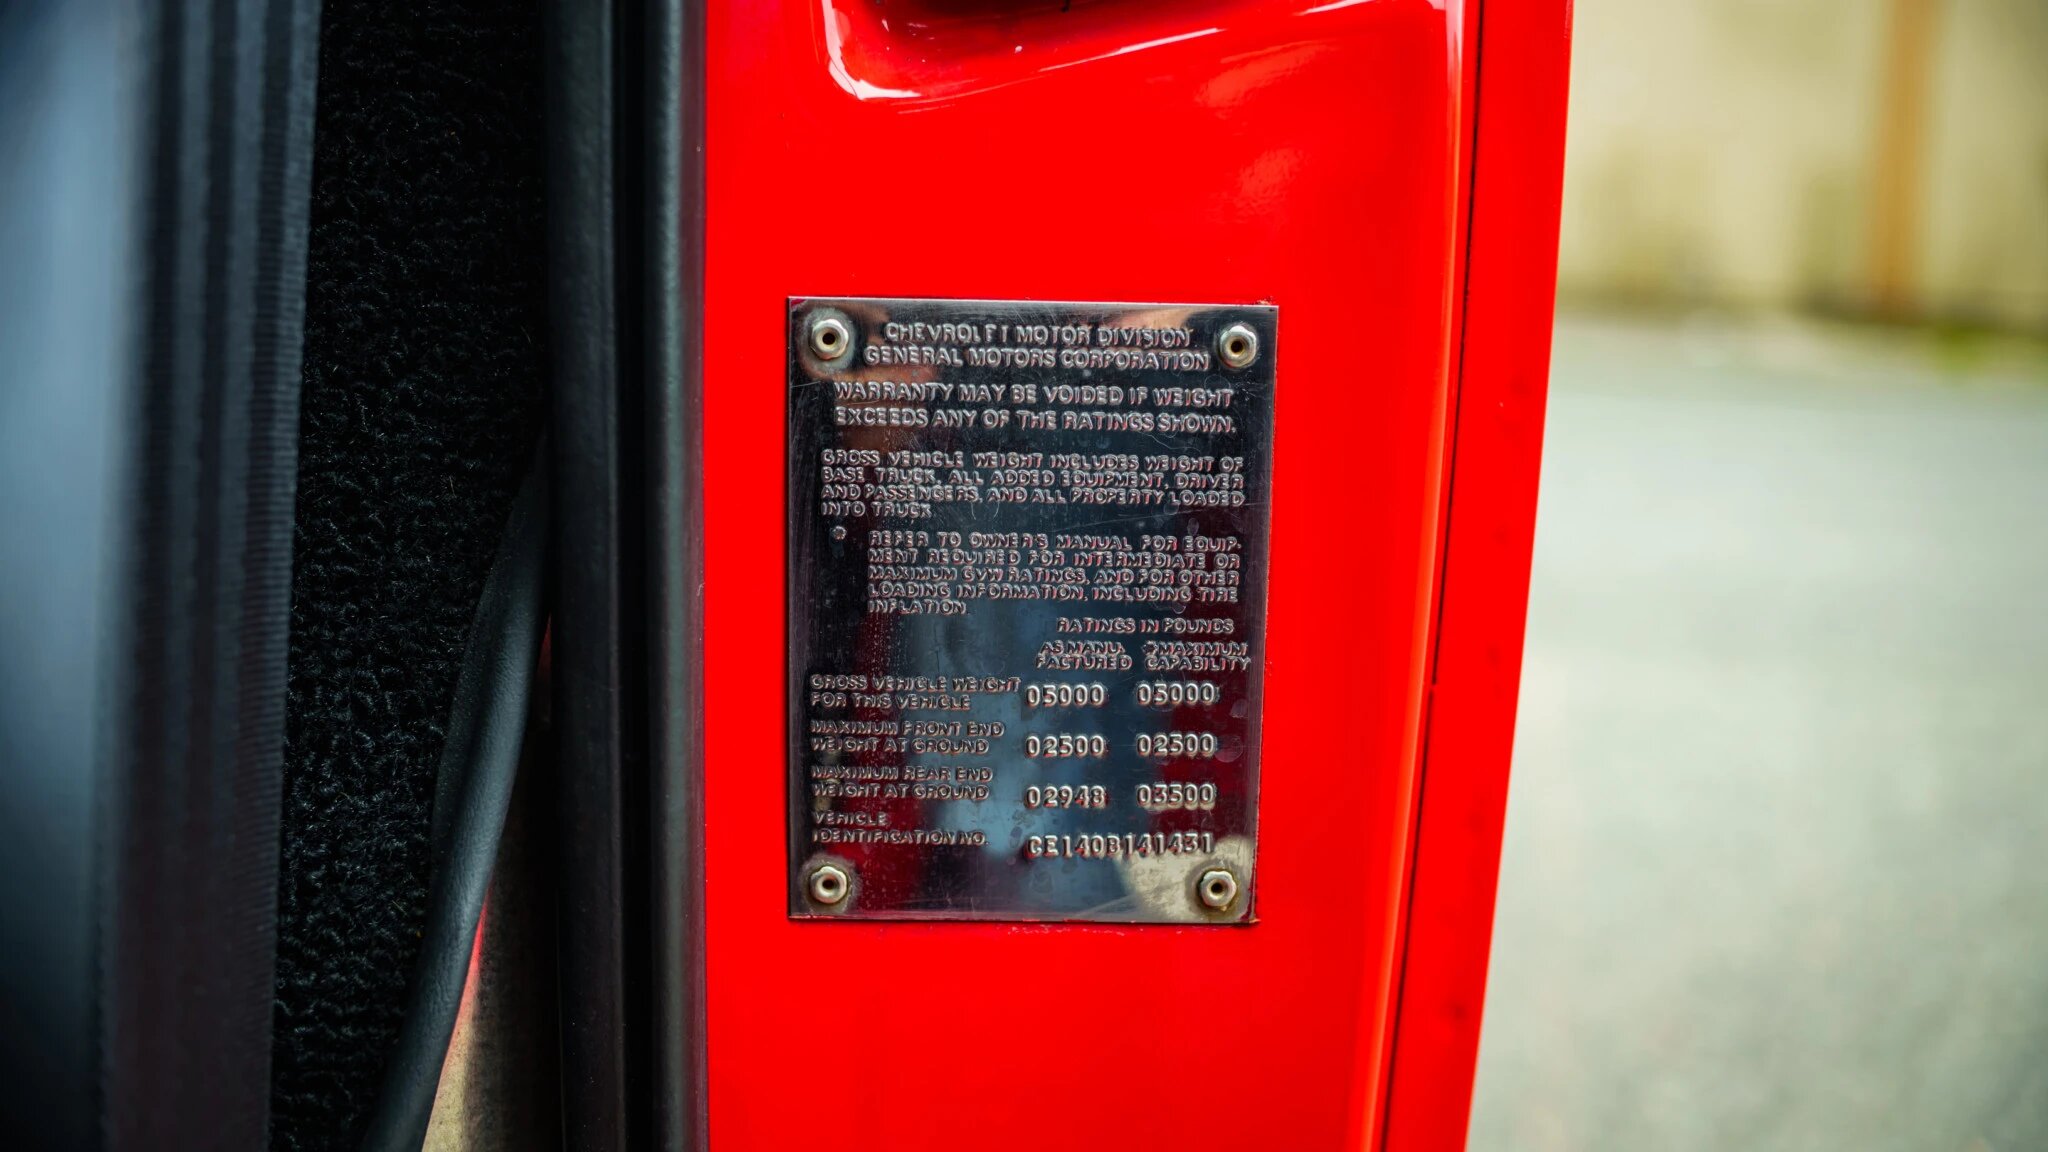 CHEVROLET MOTOR DIVISION
GENERAL MOTORS CORPORATION
WARRANTY MAY BE VOIDED IF WEIGHT
EXCEEDS ANY OF THE RATINGS SHOWN.
GROSS VEHICLE WEIGHT INCLUDES WEIGHT OF
BASE TRUCK, ALL ADDED EQUIPMENT, DRIVER
AND PASSENGERS, AND ALL PROPERTY LOADED
INTO TRUCK
* REFER TO OWNER'S MANUAL FOR EQUIP-
MENT REQUIRED FOR INTERMEDIATE OR
MAXIMUM GVW RATINGS, AND FOR OTHER
LOADING INFORMATION, INCLUDING TIRE
INFLATION
RATINGS IN POUNDS
AS MANU- *MAXIMUM
FACTURED CAPABILITY
GROSS VEHICLE WEIGHT
FOR THIS VEHICLE 05000 05000
MAXIMUM FRONT END
WEIGHT AT GROUND 02500 02500
MAXIMUM REAR END
WEIGHT AT GROUND 02948 03500
VEHICLE
IDENTIFICATION NO. CE140B141431